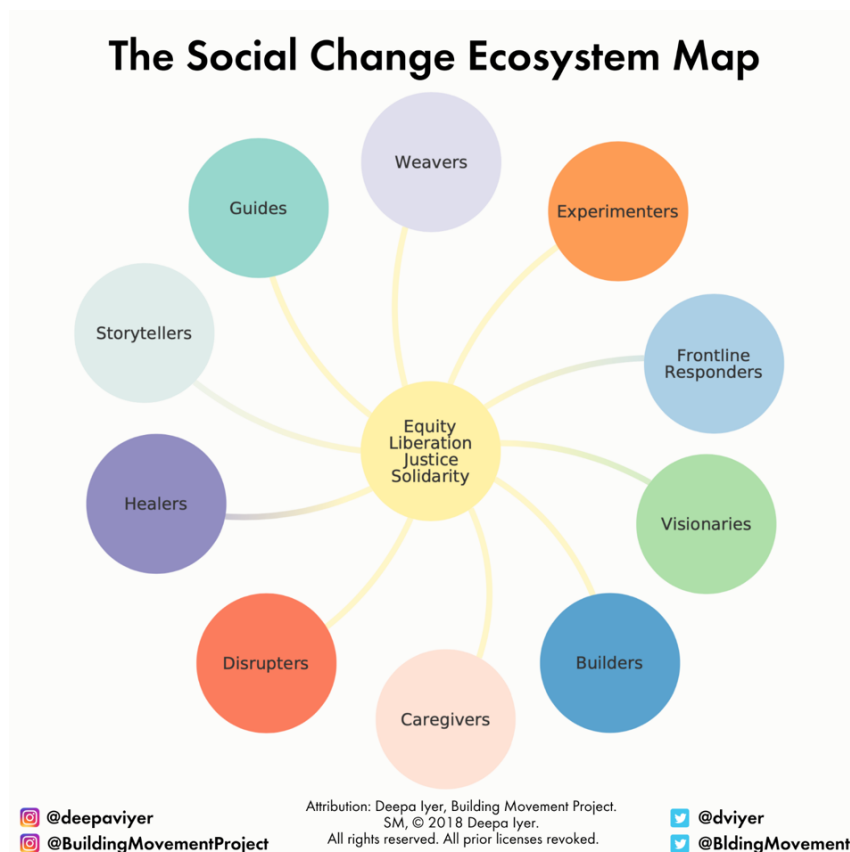 The Social Change Ecosystem Map
Weavers
Guides
Experimenters
Storytellers
Frontline
Responders
Equity
Liberation
Justice
Solidarity
Healers
Visionaries
Disrupters
Builders
Caregivers
@deepaviyer
@BuildingMovementProject
Attribution: Deepa Iyer, Building Movement Project.
SM, © 2018 Deepa Iyer.
All rights reserved. All prior licenses revoked.
@dviyer
@BldingMovement